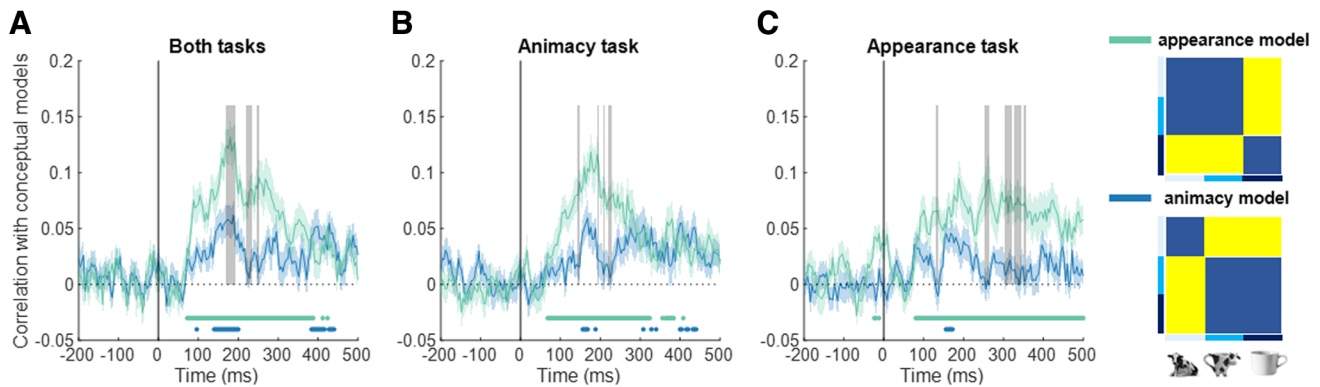 A
B
C
Both tasks
Animacy task
Appearance task
appearance model
animacy model
Correlation with conceptual models
0.2
0.15
0.1
0.05
0
-0.05
-200 -100 0 100 200 300 400 500
Time (ms)
0.2
0.15
0.1
0.05
0
-0.05
-200 -100 0 100 200 300 400 500
Time (ms)
0.2
0.15
0.1
0.05
0
-0.05
-200 -100 0 100 200 300 400 500
Time (ms)